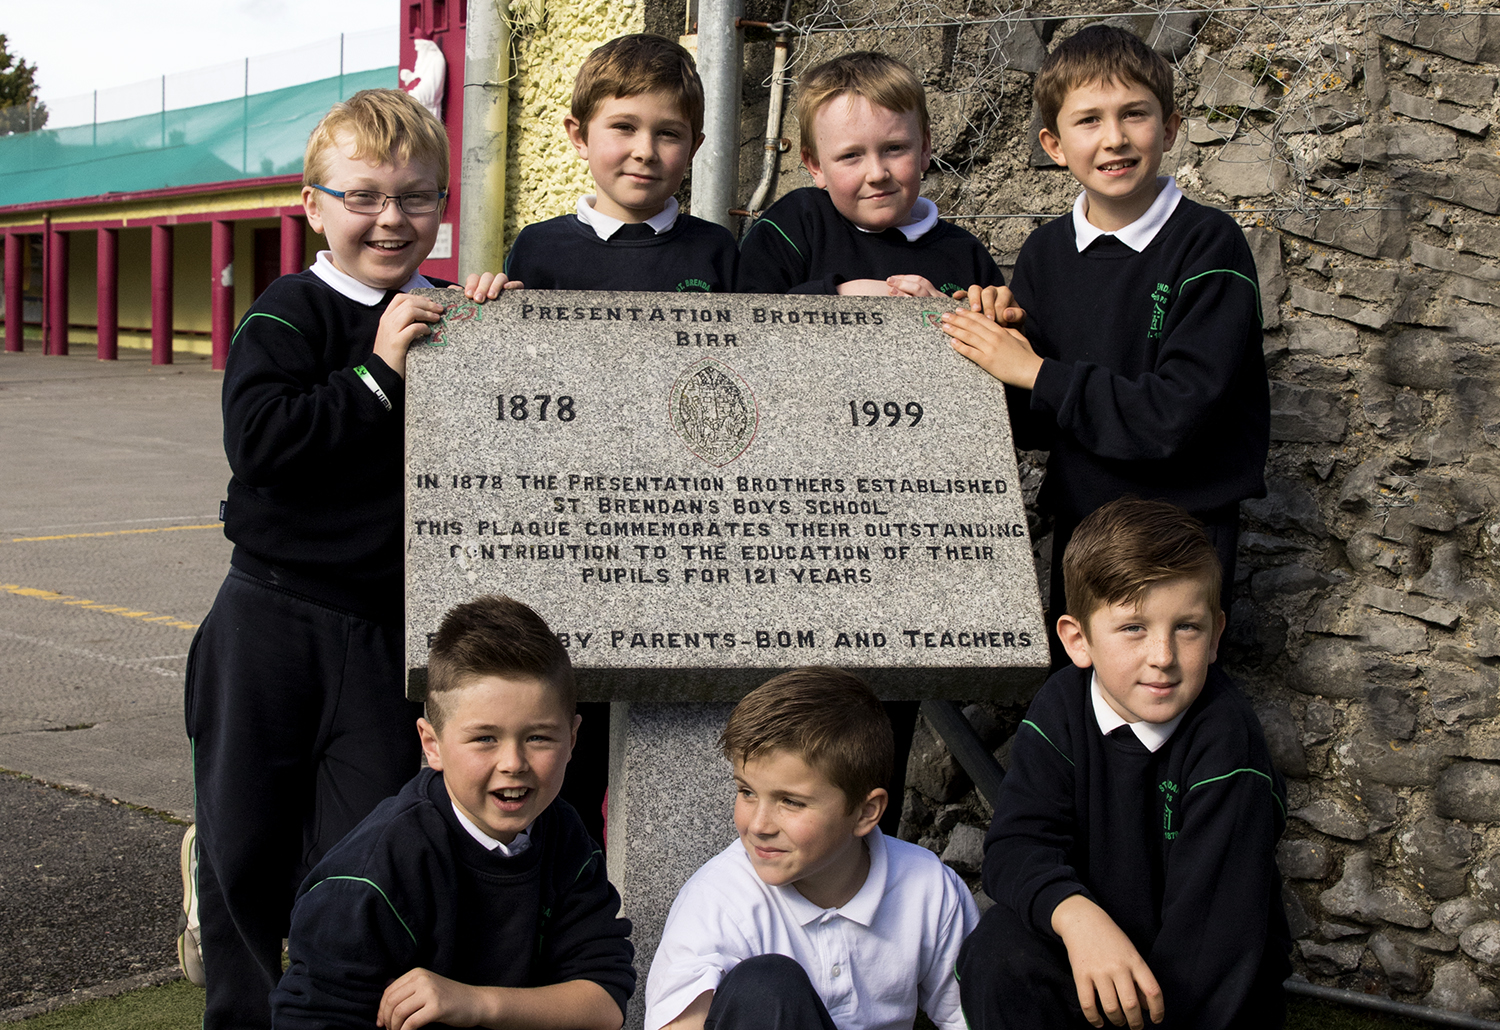 PRESENTATION BROTHERS
BIRR
1878 1999
IN 1878 THE PRESENTATION BROTHERS ESTABLISHED
ST BRENDAN'S BOYS SCHOOL
THIS PLAQUE COMMEMORATES THEIR OUTSTANDING
CONTRIBUTION TO THE EDUCATION OF THEIR
PUPILS FOR 121 YEARS
BY PARENTS-B.O.M AND TEACHERS